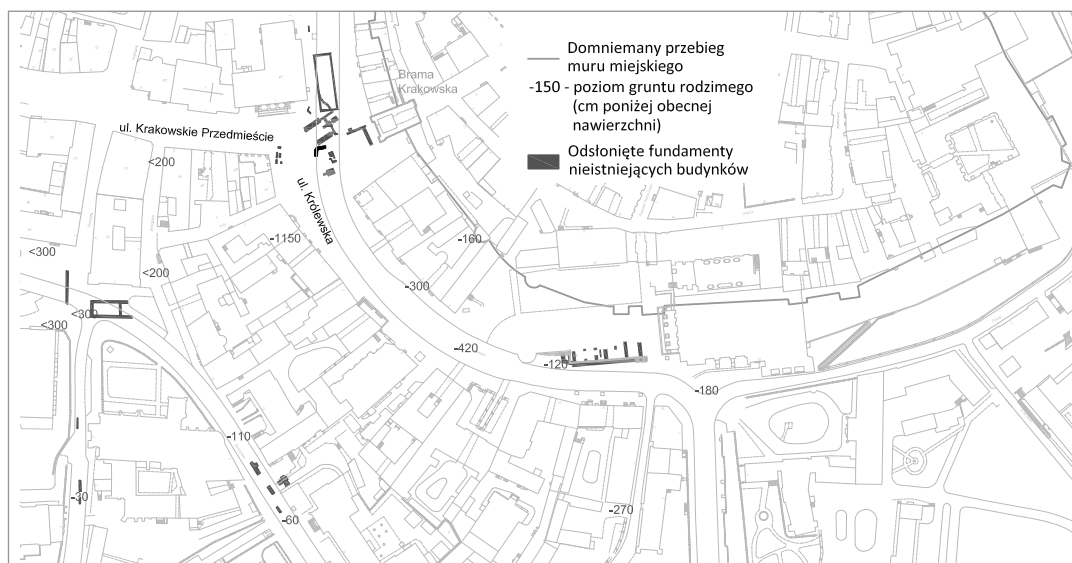 Domniemany przebieg
muru miejskiego
-150 - poziom gruntu rodzimego
(cm poniżej obecnej
nawierzchni)
Odsłonięte fundamenty
nieistniejących budynków
Brama
Krakowska
ul. Krakowskie Przedmieście
<200
ul. Królewska
-1150
-160
<300
<200
-300
<300
<300
-420
-120
-180
-110
-30
-60
-270